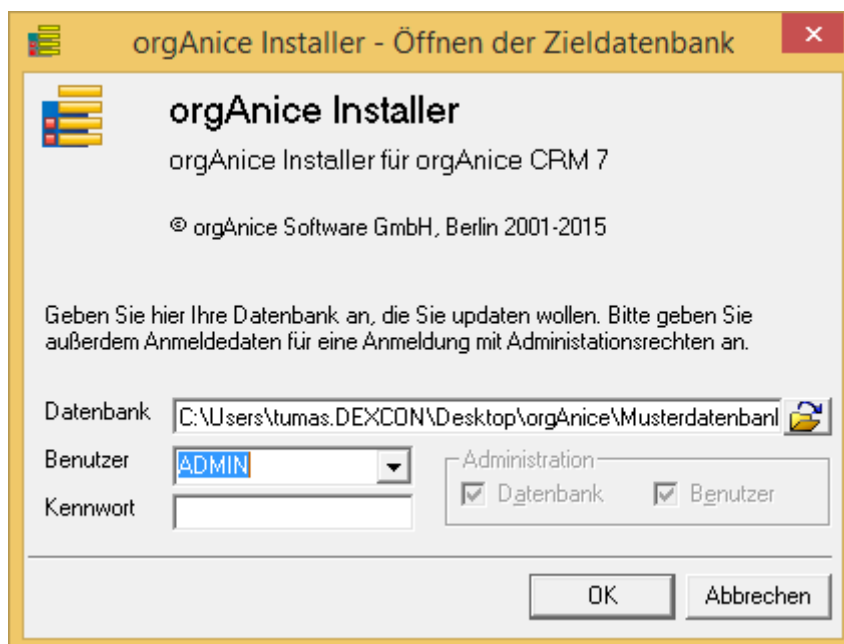 orgAnice Installer - Öffnen der Zieldatenbank
orgAnice Installer
orgAnice Installer für orgAnice CRM 7
© orgAnice Software GmbH, Berlin 2001-2015
Geben Sie hier Ihre Datenbank an, die Sie updaten wollen. Bitte geben Sie
außerdem Anmeldedaten für eine Anmeldung mit Administationsrechten an.
Datenbank C:\Users\tumas.DEXCON\Desktop\orgAnice\Musterdatenban
Benutzer ADMIN Administration
Datenbank Benutzer
Kennwort
OK Abbrechen